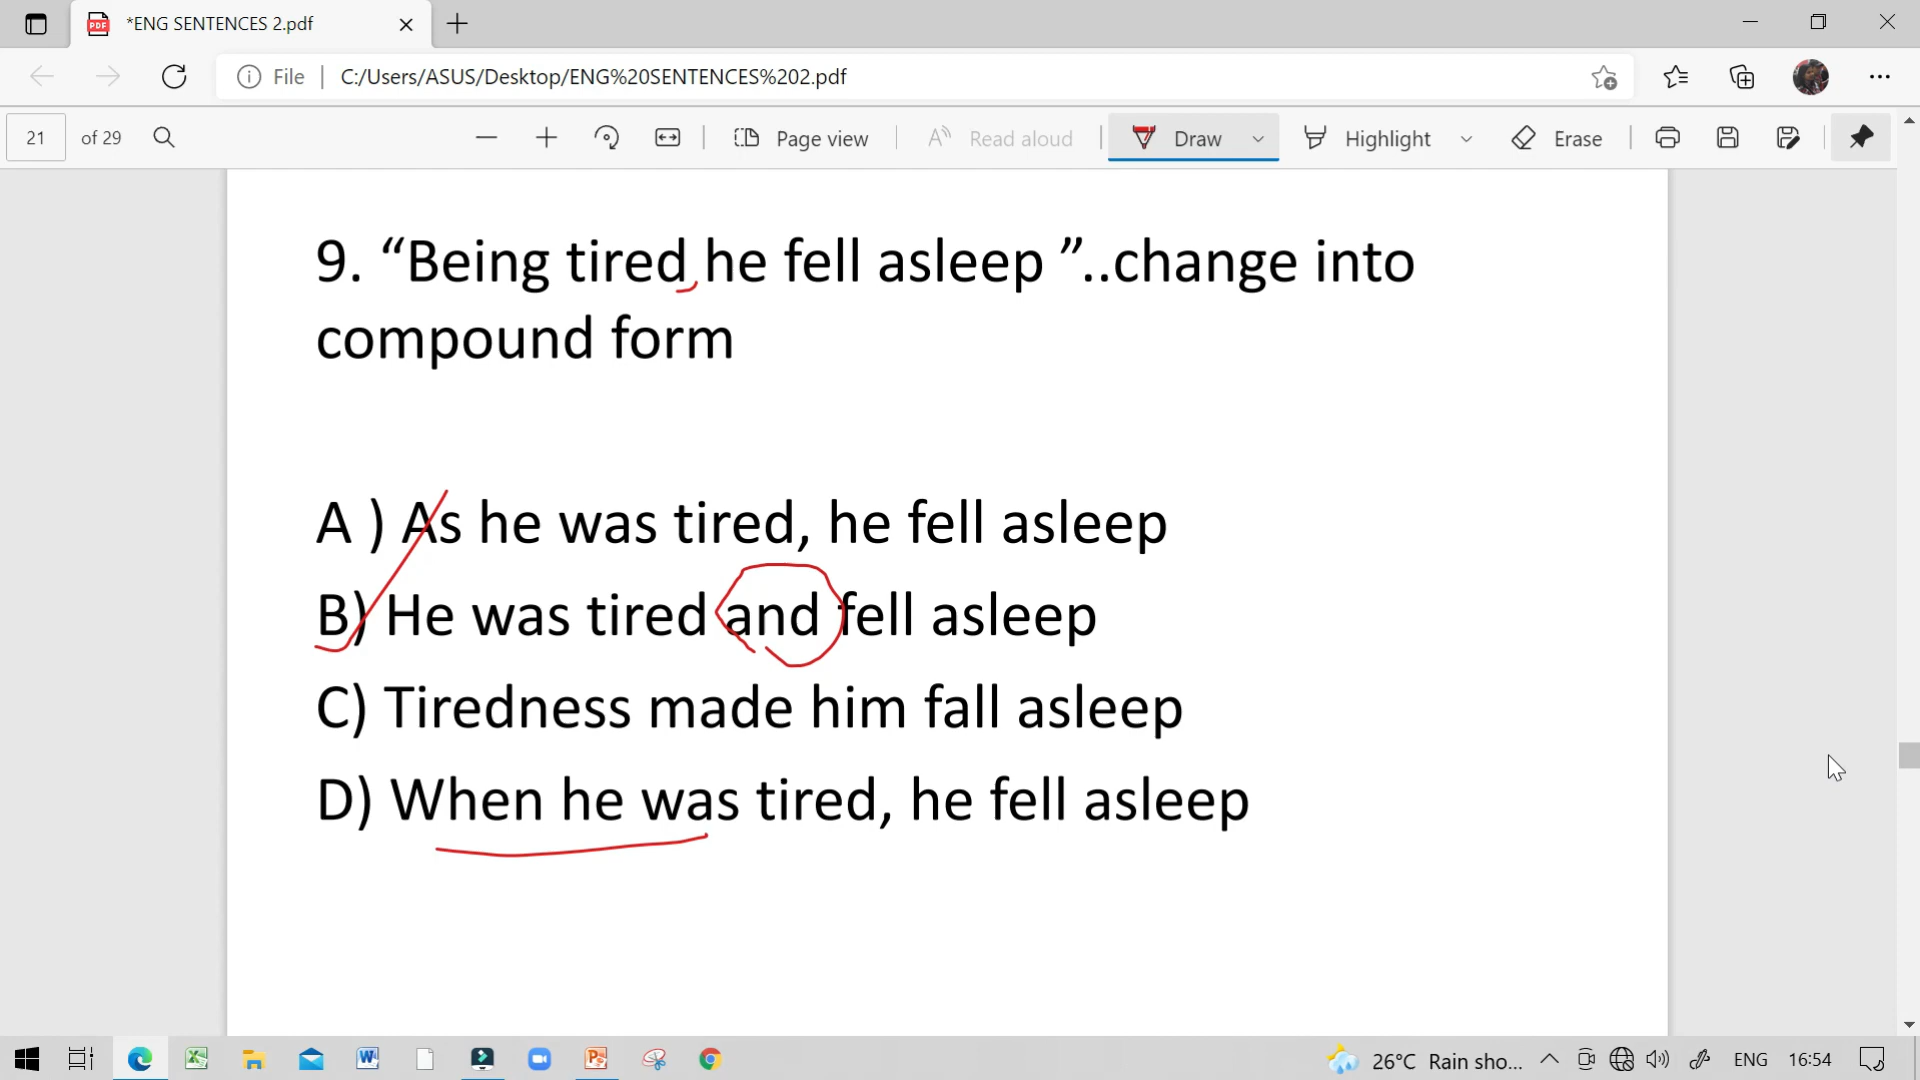 *ENG SENTENCES 2.pdf
File
C:/Users/ASUS/Desktop/ENG%20SENTENCES%202.pdf
21 of 29
Page view
Read aloud
Draw
Highlight
Erase
9. “Being tired he fell asleep ”..change into
compound form
A ) As he was tired, he fell asleep
B) He was tired and fell asleep
C) Tiredness made him fall asleep
D) When he was tired, he fell asleep
26°C Rain sho...
ENG
16:54